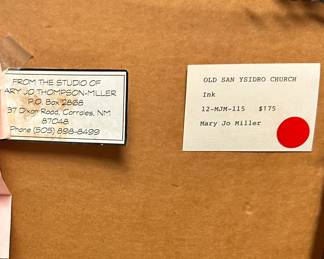 FROM THE STUDIO OF
ARY JO THOMPSON-MILLER
P.O. Box 2868
37 Dixon Road, Corrales, NM
87048
Phone (505) 898-8499
OLD SAN YSIDRO CHURCH
Ink
12-MJM-115 $175
Mary Jo Miller